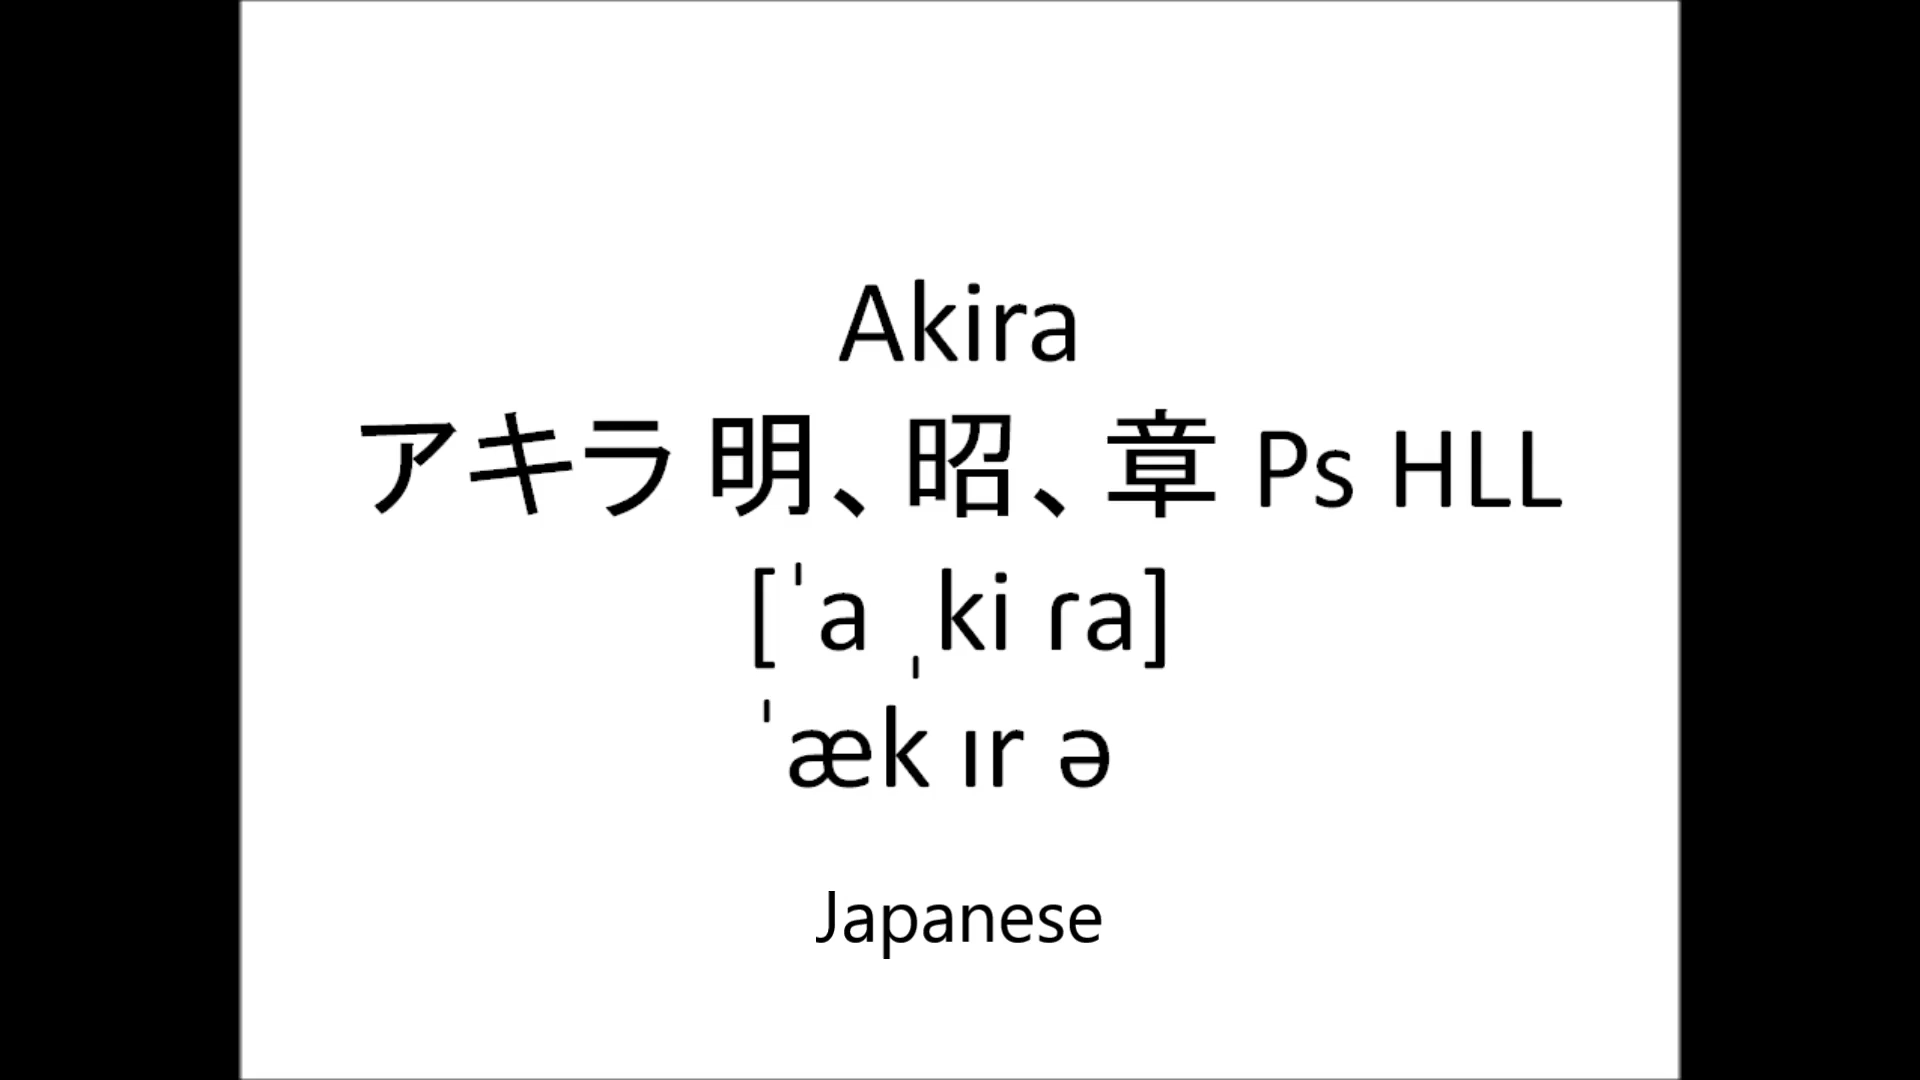 Akira
アキラ 明、昭、章 Ps HLL
[ˈa ˌki ɾa]
ˈæk ɪr ə
Japanese